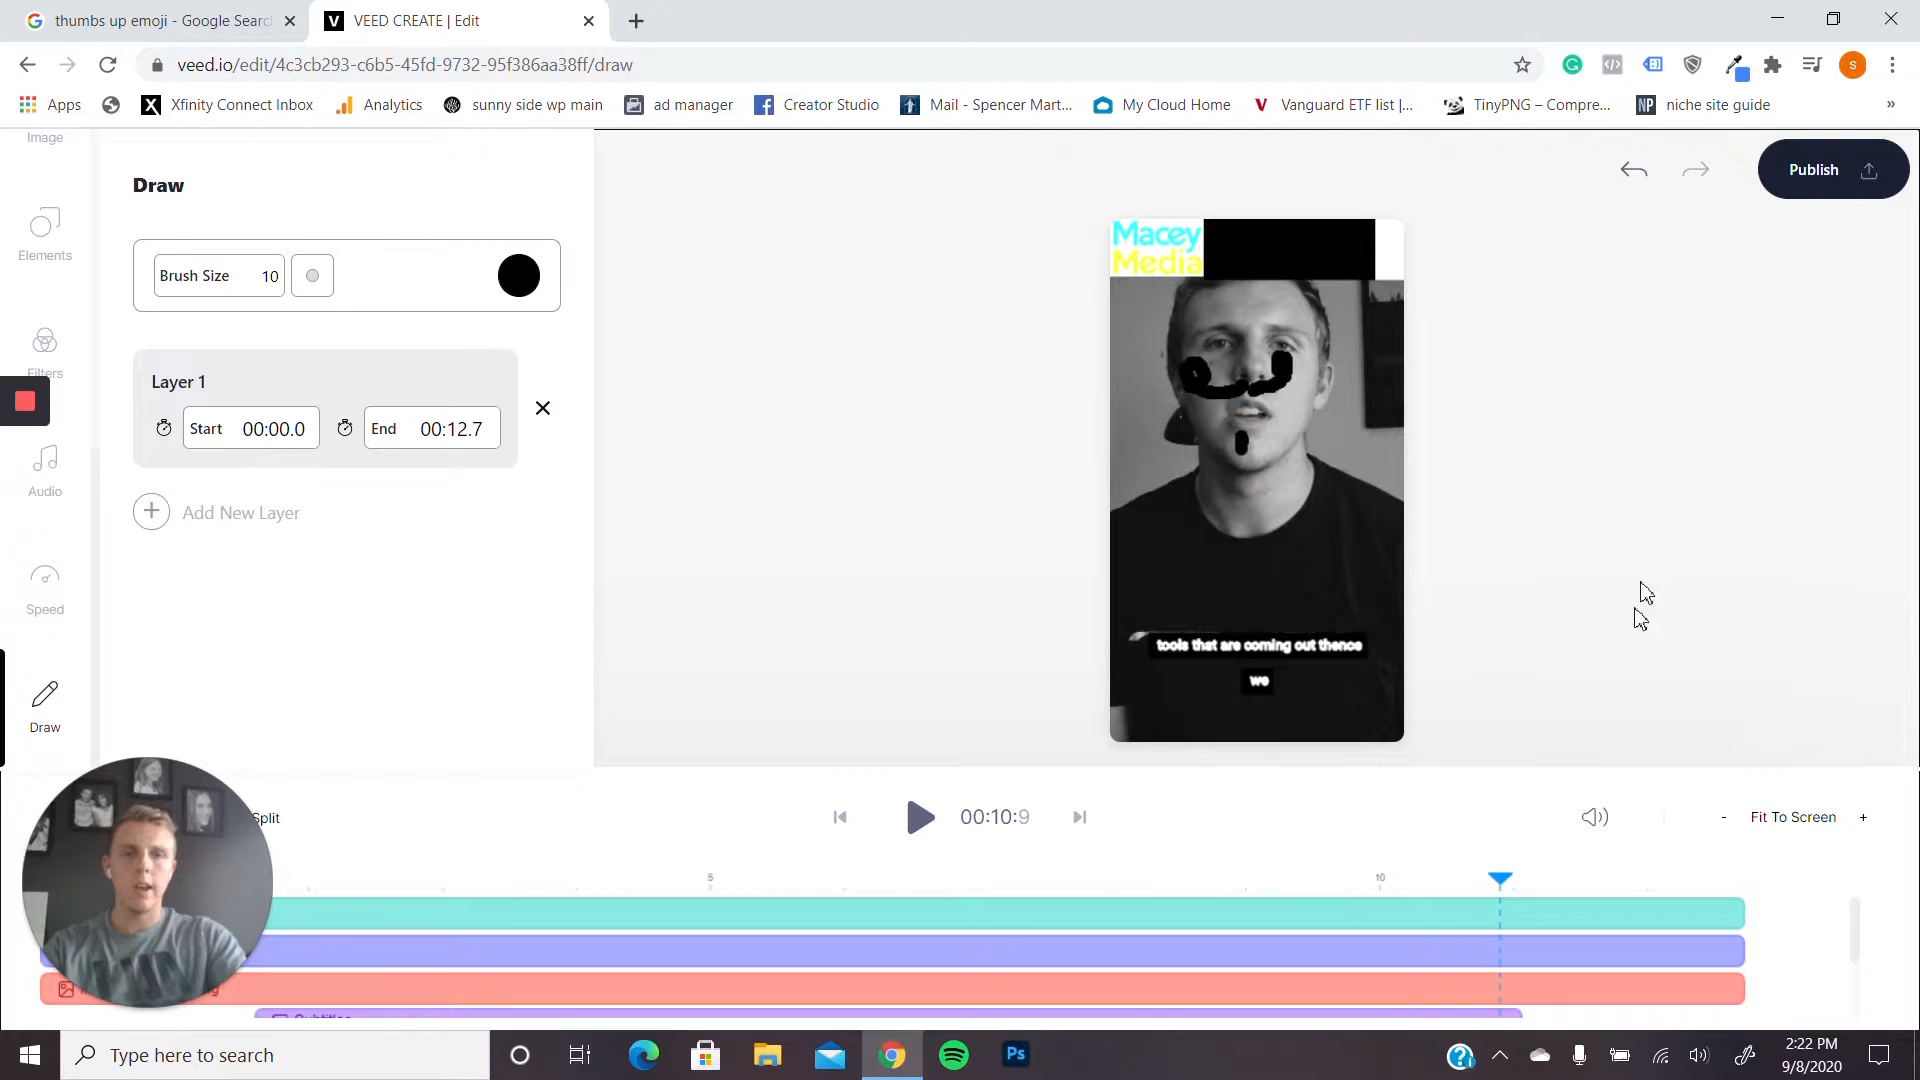 thumbs up emoji - Google Searc
VEED CREATE | Edit
veed.io/edit/4c3cb293-c6b5-45fd-9732-95f386aa38ff/draw
S
Apps
Xfinity Connect Inbox
Analytics
sunny side wp main
ad manager
Creator Studio
Mail - Spencer Mart...
My Cloud Home
Vanguard ETF list |...
TinyPNG – Compre...
NP
niche site guide
»
Image
Elements
Filters
Audio
Speed
Draw
Draw
Brush Size 10
Layer 1
Start 00:00.0
End 00:12.7
Add New Layer
Publish
Macey
Media
tools that are coming out thence
we
Split
00:10:9
- Fit To Screen +
5
10
Type here to search
Ps
2:22 PM
9/8/2020